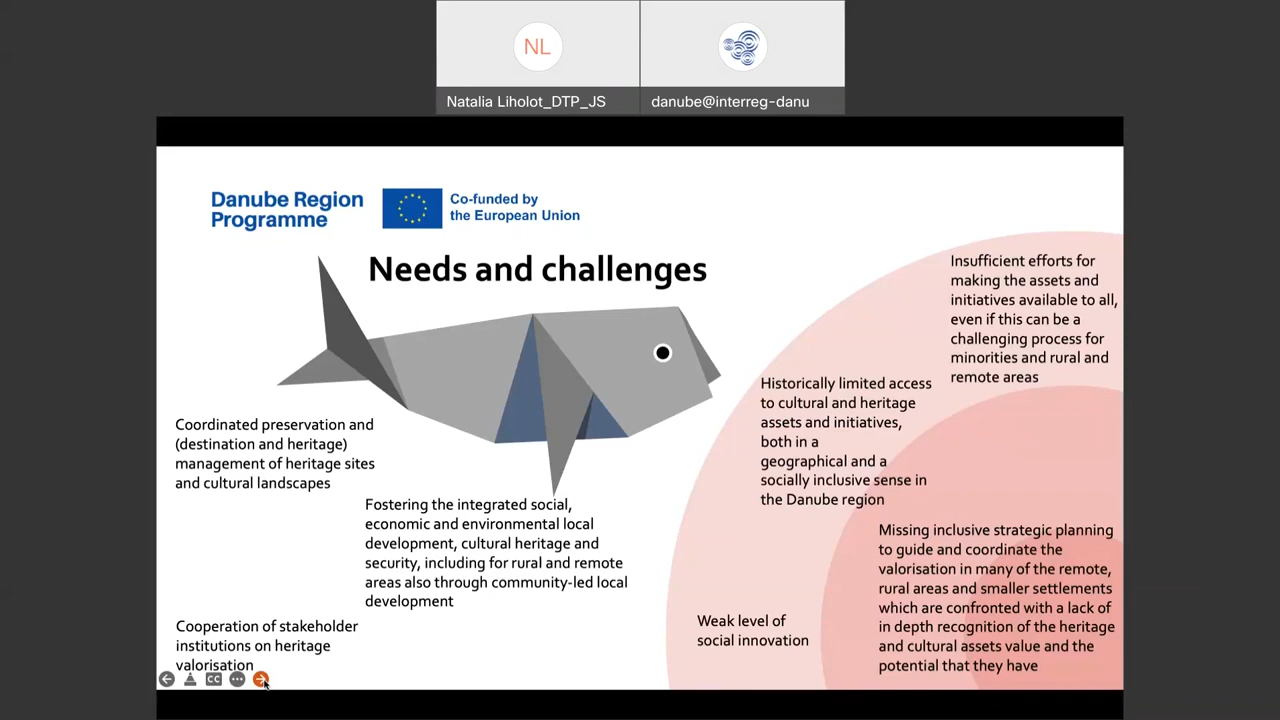 NL
Natalia Liholot_DTP_JS
danube@interreg-danu
Danube Region
Programme
Co-funded by
the European Union
Needs and challenges
Coordinated preservation and
(destination and heritage)
management of heritage sites
and cultural landscapes
Fostering the integrated social,
economic and environmental local
development, cultural heritage and
security, including for rural and remote
areas also through community-led local
development
Cooperation of stakeholder
institutions on heritage
valorisation
Insufficient efforts for
making the assets and
initiatives available to all,
even if this can be a
challenging process for
minorities and rural and
remote areas
Historically limited access
to cultural and heritage
assets and initiatives,
both in a
geographical and a
socially inclusive sense in
the Danube region
Missing inclusive strategic planning
to guide and coordinate the
valorisation in many of the remote,
rural areas and smaller settlements
which are confronted with a lack of
in depth recognition of the heritage
and cultural assets value and the
potential that they have
Weak level of
social innovation
CC